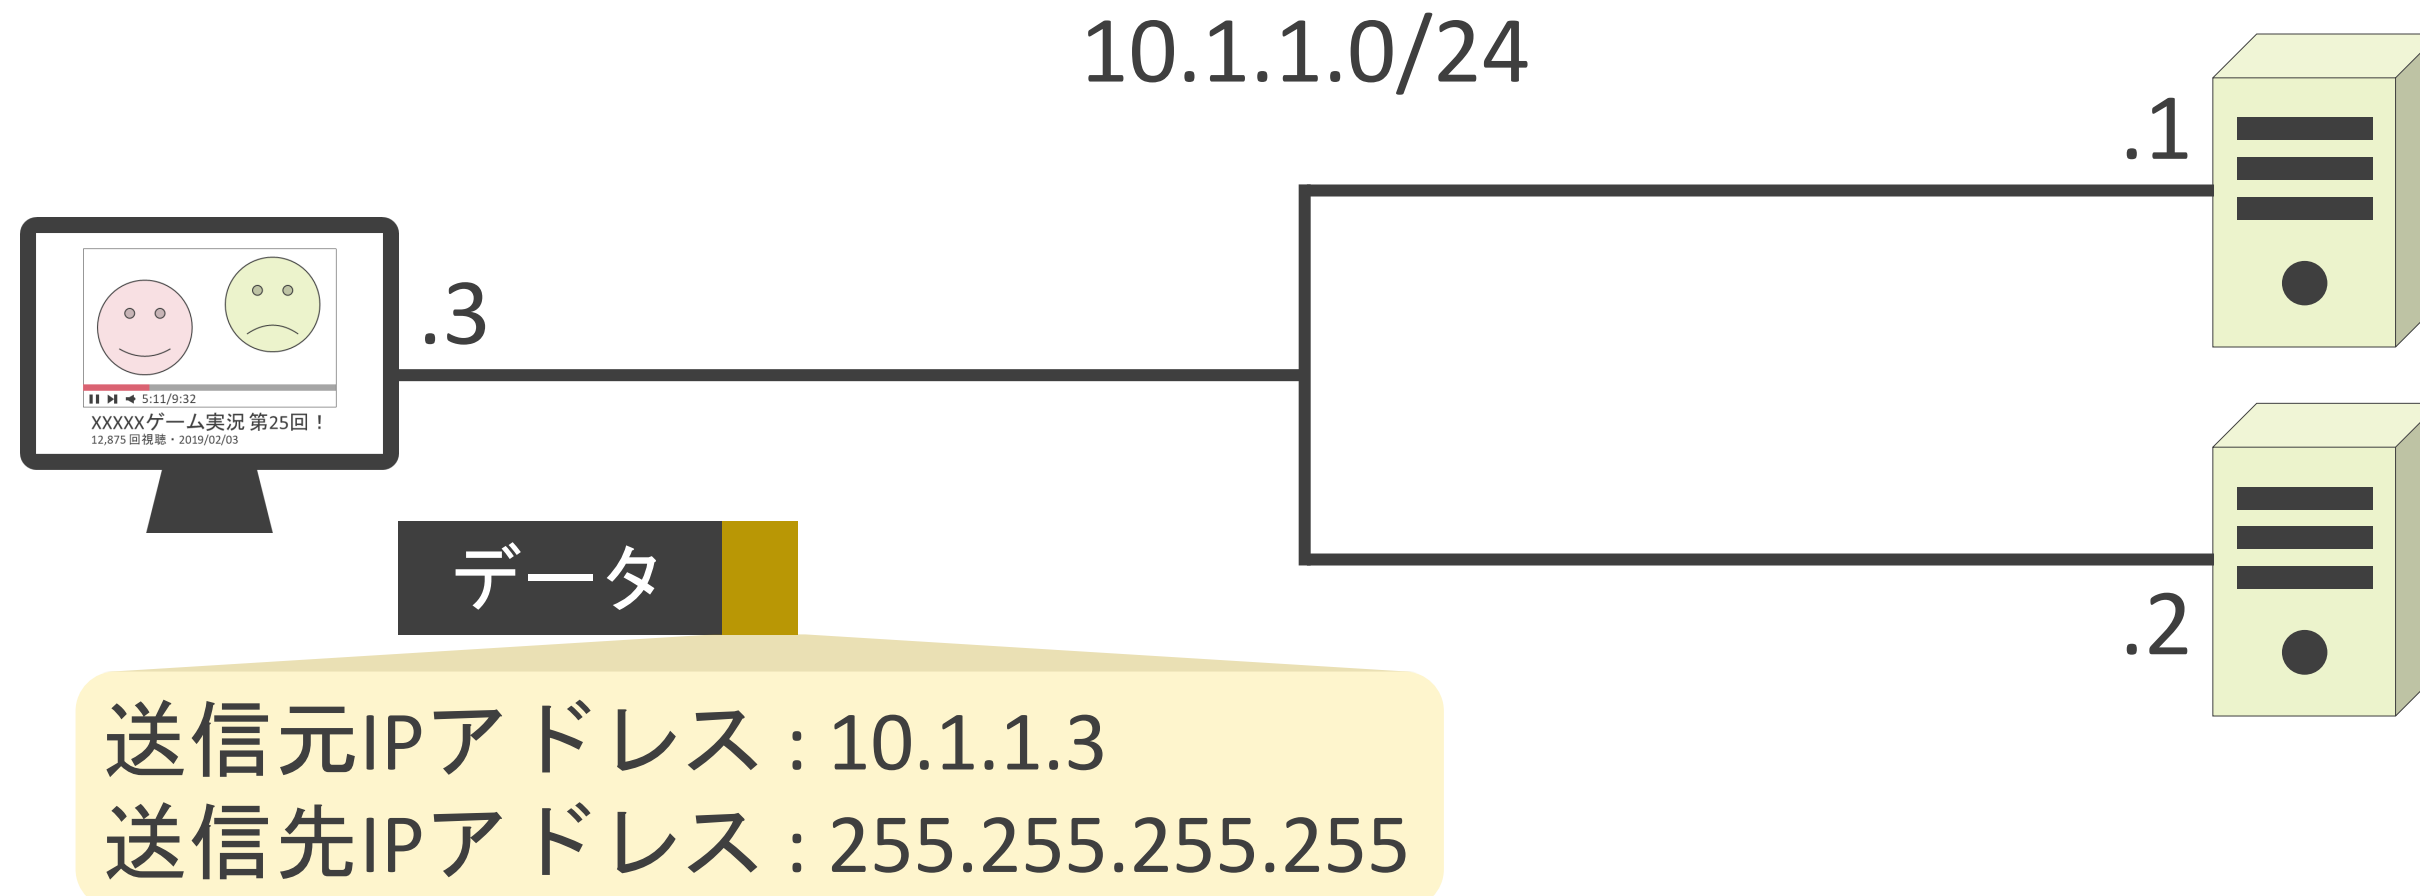 10.1.1.0/24
.1
.3
5:11/9:32
XXXXXゲーム実況 第25回！
12,875 回視聴・2019/02/03
データ
.2
送信元IPアドレス：10.1.1.3
送信先IPアドレス：255.255.255.255